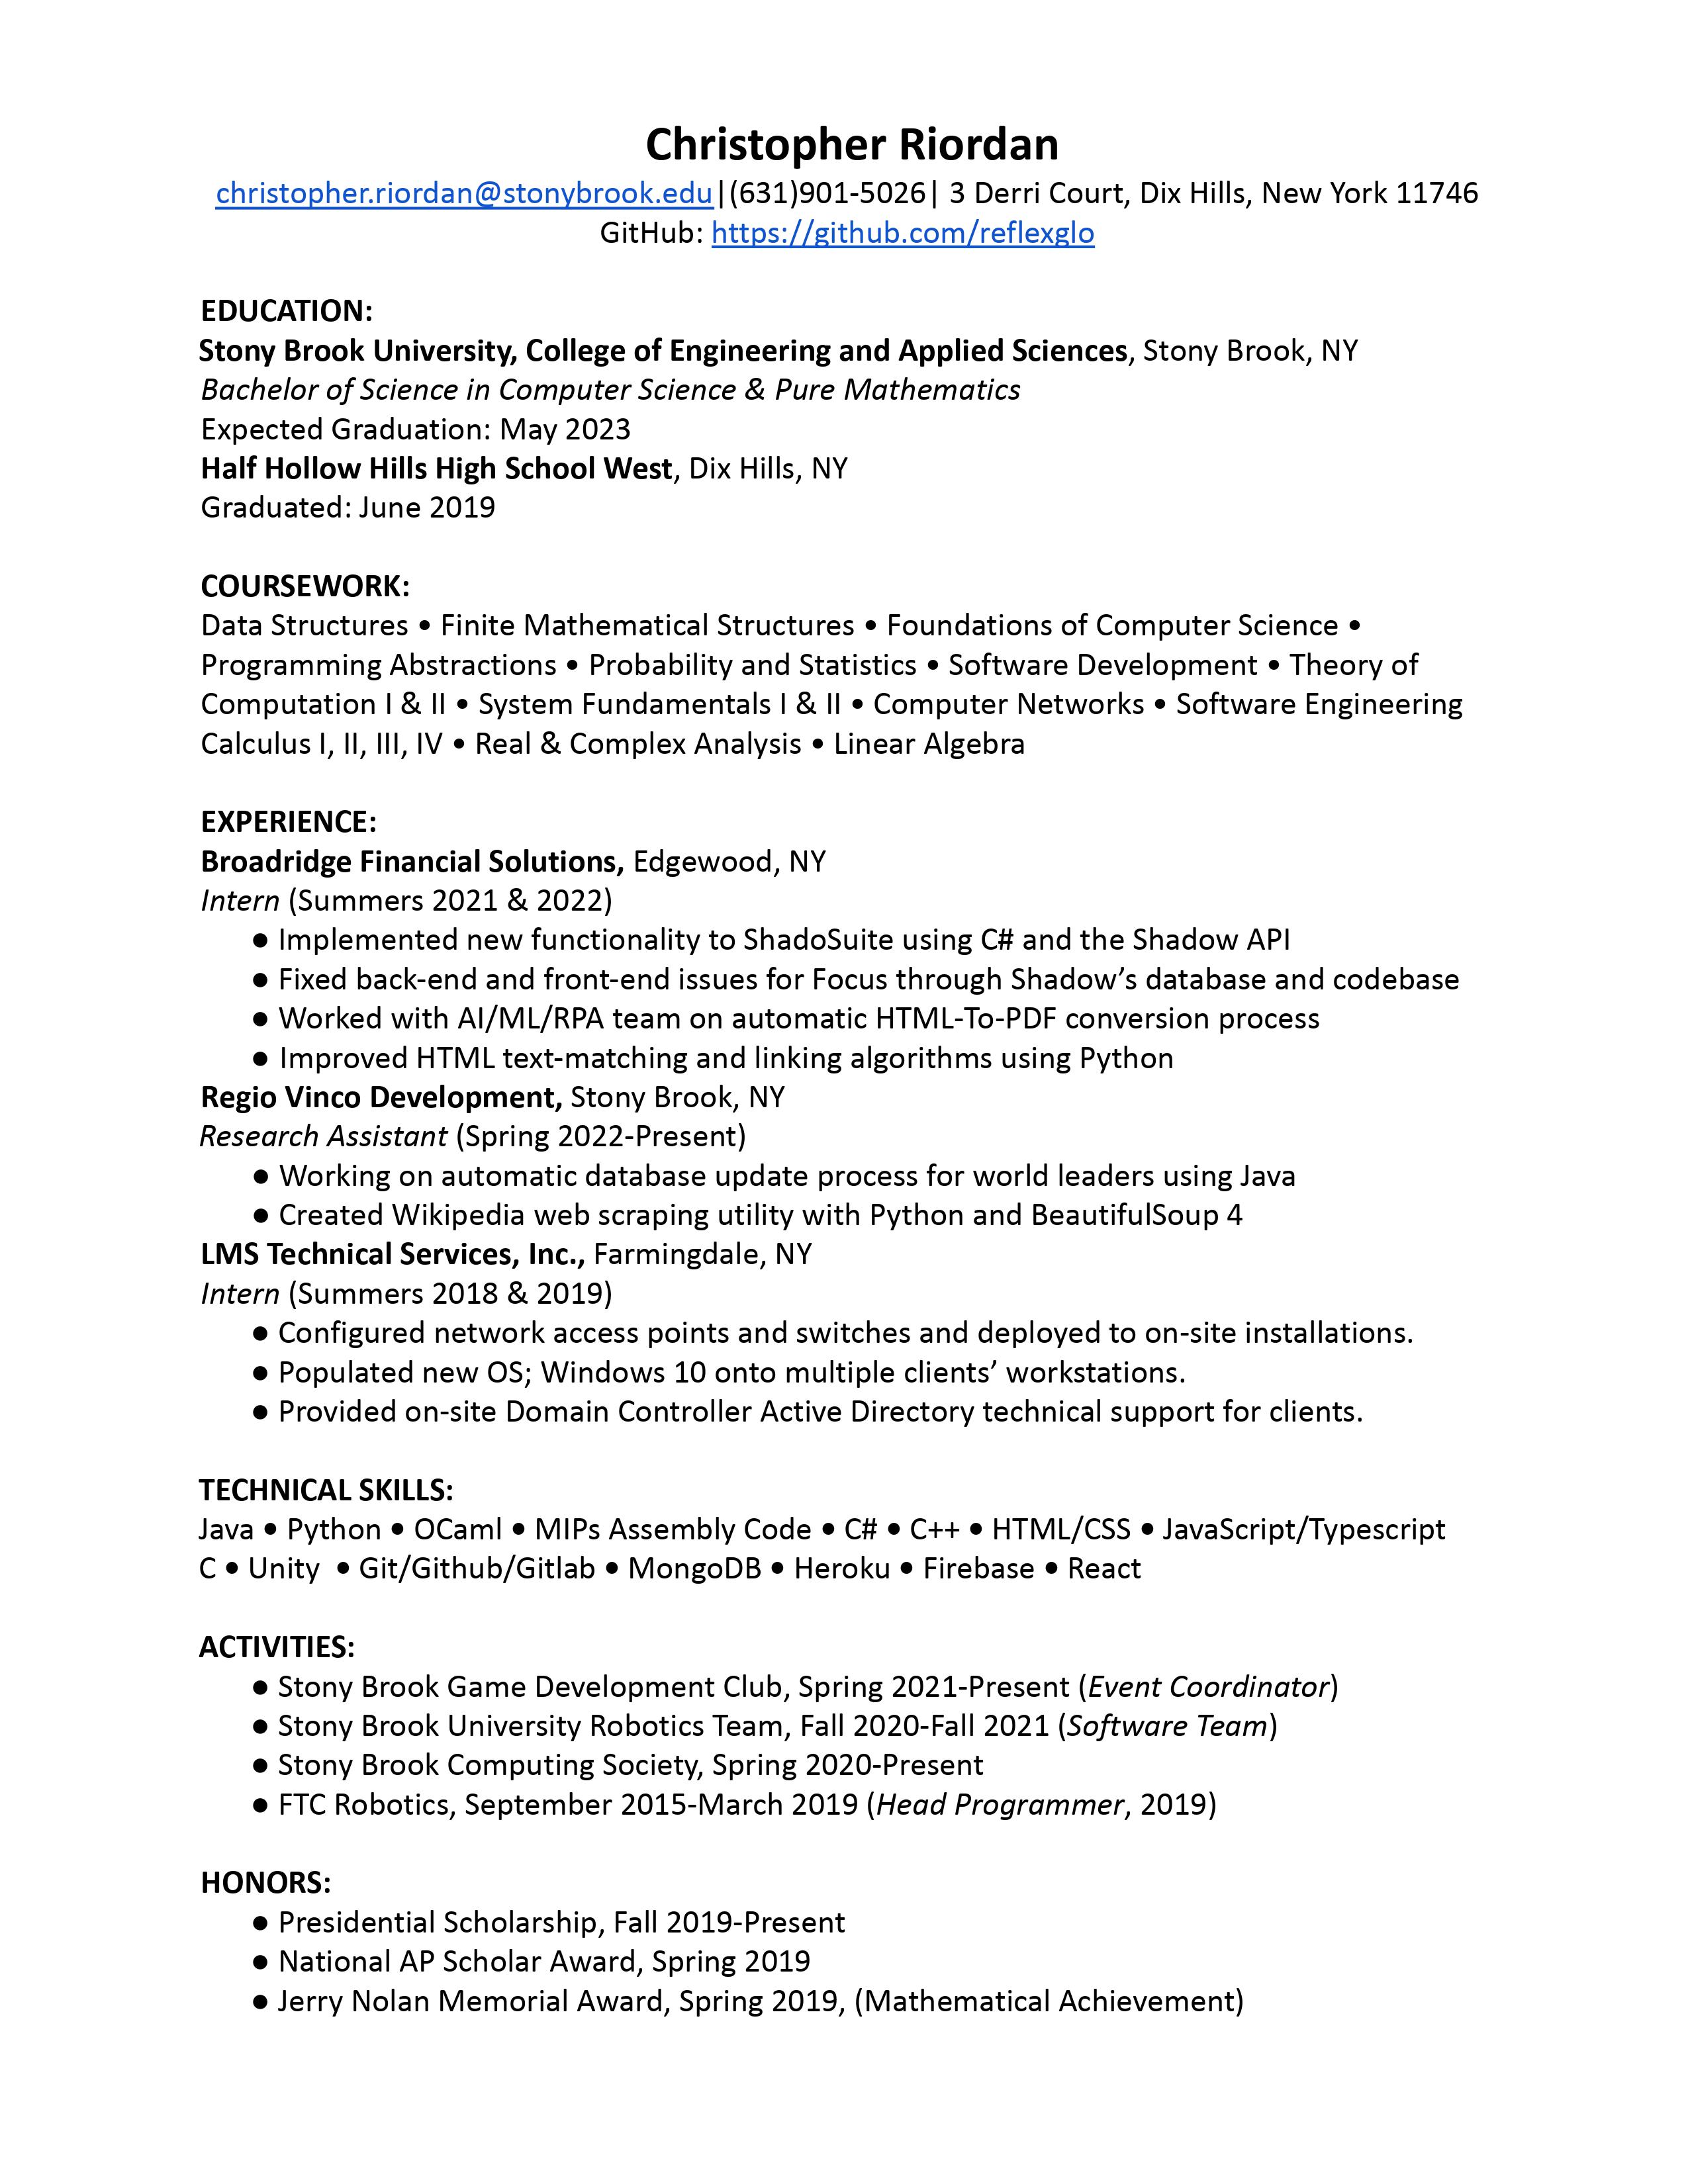 Christopher Riordan
christopher.riordan@stonybrook.edu|(631)901-5026| 3 Derri Court, Dix Hills, New York 11746
GitHub: https://github.com/reflexglo
EDUCATION:
Stony Brook University, College of Engineering and Applied Sciences, Stony Brook, NY
Bachelor of Science in Computer Science & Pure Mathematics
Expected Graduation: May 2023
Half Hollow Hills High School West, Dix Hills, NY
Graduated: June 2019
COURSEWORK:
Data Structures • Finite Mathematical Structures • Foundations of Computer Science •
Programming Abstractions • Probability and Statistics • Software Development • Theory of
Computation I & II • System Fundamentals I & II • Computer Networks • Software Engineering
Calculus I, II, III, IV • Real & Complex Analysis • Linear Algebra
EXPERIENCE:
Broadridge Financial Solutions, Edgewood, NY
Intern (Summers 2021 & 2022)
● Implemented new functionality to ShadoSuite using C# and the Shadow API
● Fixed back-end and front-end issues for Focus through Shadow’s database and codebase
● Worked with AI/ML/RPA team on automatic HTML-To-PDF conversion process
● Improved HTML text-matching and linking algorithms using Python
Regio Vinco Development, Stony Brook, NY
Research Assistant (Spring 2022-Present)
● Working on automatic database update process for world leaders using Java
● Created Wikipedia web scraping utility with Python and BeautifulSoup 4
LMS Technical Services, Inc., Farmingdale, NY
Intern (Summers 2018 & 2019)
● Configured network access points and switches and deployed to on-site installations.
● Populated new OS; Windows 10 onto multiple clients’ workstations.
● Provided on-site Domain Controller Active Directory technical support for clients.
TECHNICAL SKILLS:
Java • Python • OCaml • MIPs Assembly Code • C# • C++ • HTML/CSS • JavaScript/Typescript
C • Unity • Git/Github/Gitlab • MongoDB • Heroku • Firebase • React
ACTIVITIES:
● Stony Brook Game Development Club, Spring 2021-Present (Event Coordinator)
● Stony Brook University Robotics Team, Fall 2020-Fall 2021 (Software Team)
● Stony Brook Computing Society, Spring 2020-Present
● FTC Robotics, September 2015-March 2019 (Head Programmer, 2019)
HONORS:
● Presidential Scholarship, Fall 2019-Present
● National AP Scholar Award, Spring 2019
● Jerry Nolan Memorial Award, Spring 2019, (Mathematical Achievement)